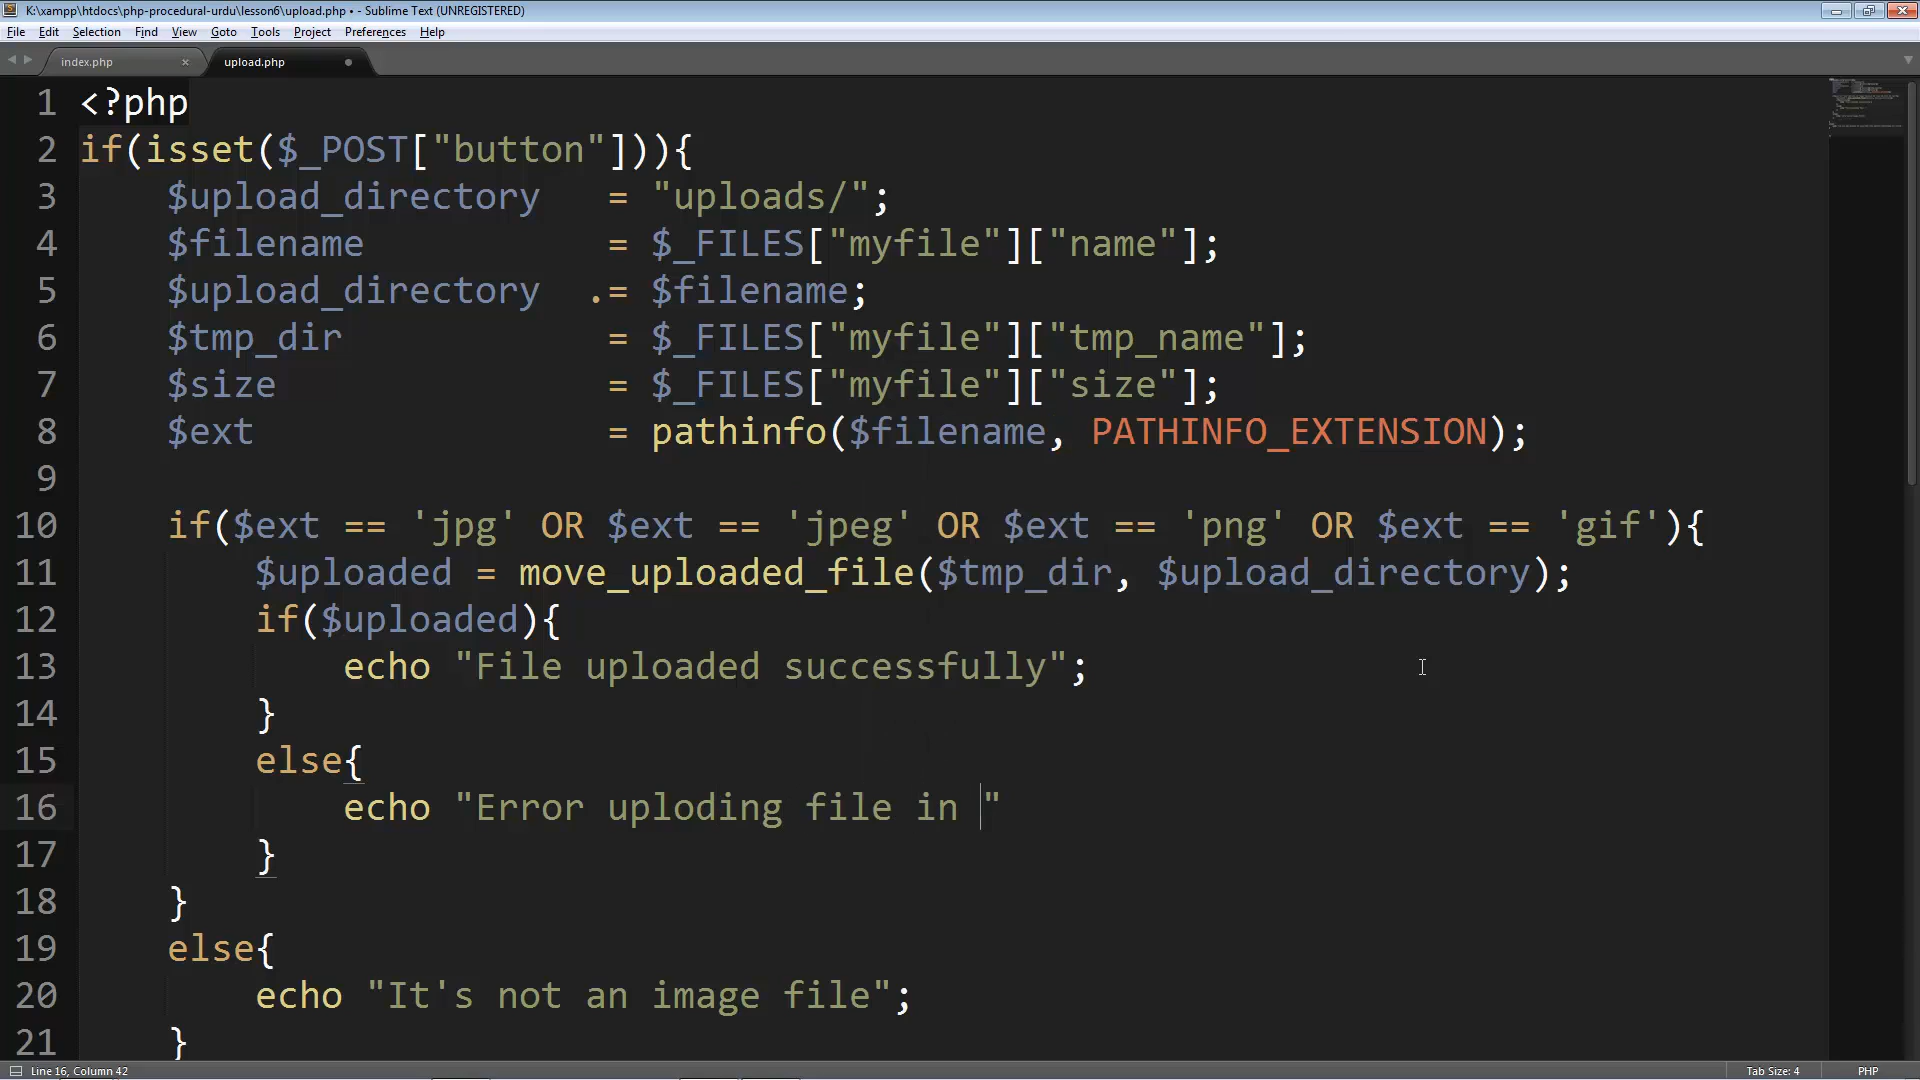 K:\xampp\htdocs\php-procedural-urdu\lesson6\upload.php • - Sublime Text (UNREGISTERED)
File Edit Selection Find View Goto Tools Project Preferences Help
index.php × upload.php
1 <?php
2 if(isset($_POST["button"])){
3 $upload_directory = "uploads/";
4 $filename = $_FILES["myfile"]["name"];
5 $upload_directory .= $filename;
6 $tmp_dir = $_FILES["myfile"]["tmp_name"];
7 $size = $_FILES["myfile"]["size"];
8 $ext = pathinfo($filename, PATHINFO_EXTENSION);
9
10 if($ext == 'jpg' OR $ext == 'jpeg' OR $ext == 'png' OR $ext == 'gif'){
11 $uploaded = move_uploaded_file($tmp_dir, $upload_directory);
12 if($uploaded){
13 echo "File uploaded successfully";
14 }
15 else{
16 echo "Error uploding file in "
17 }
18 }
19 else{
20 echo "It's not an image file";
21 }
Line 16, Column 42 Tab Size: 4 PHP